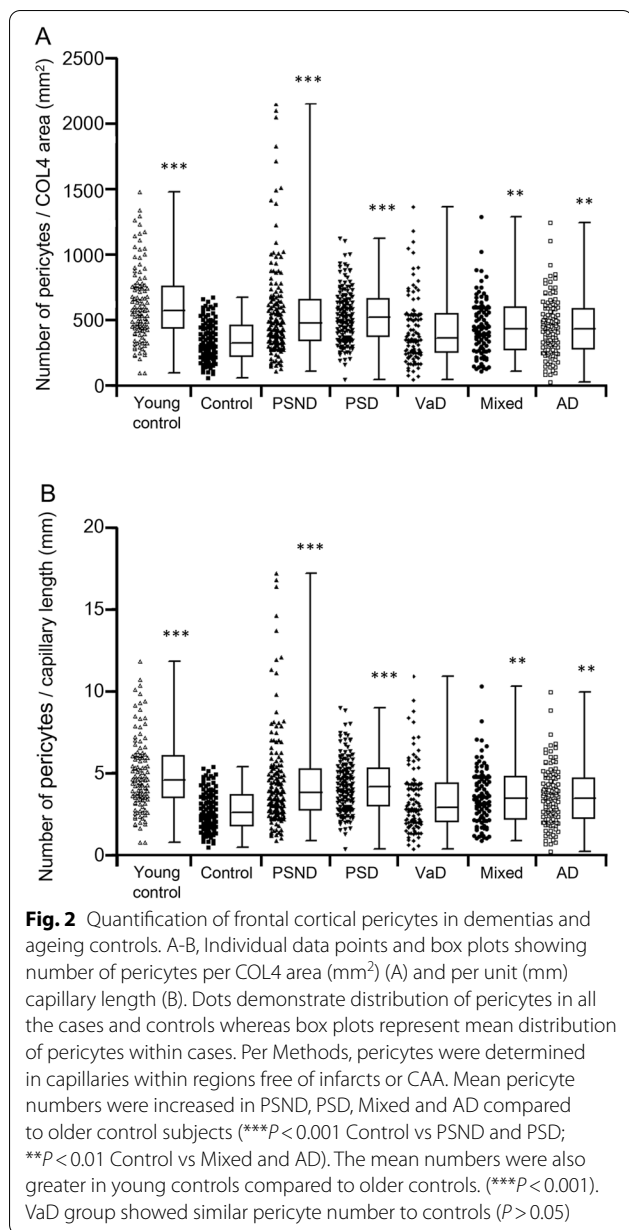 A
Number of pericytes / COL4 area (mm²)
2500
2000
1500
1000
500
0
***
***
***
**
**
Young control
Control
PSND
PSD
VaD
Mixed
AD
B
Number of pericytes / capillary length (mm)
20
15
10
5
0
***
***
***
**
**
Young control
Control
PSND
PSD
VaD
Mixed
AD
Fig. 2 Quantification of frontal cortical pericytes in dementias and
ageing controls. A-B, Individual data points and box plots showing
number of pericytes per COL4 area (mm²) (A) and per unit (mm)
capillary length (B). Dots demonstrate distribution of pericytes in all
the cases and controls whereas box plots represent mean distribution
of pericytes within cases. Per Methods, pericytes were determined
in capillaries within regions free of infarcts or CAA. Mean pericyte
numbers were increased in PSND, PSD, Mixed and AD compared
to older control subjects (***P < 0.001 Control vs PSND and PSD;
**P < 0.01 Control vs Mixed and AD). The mean numbers were also
greater in young controls compared to older controls. (***P < 0.001).
VaD group showed similar pericyte number to controls (P > 0.05)